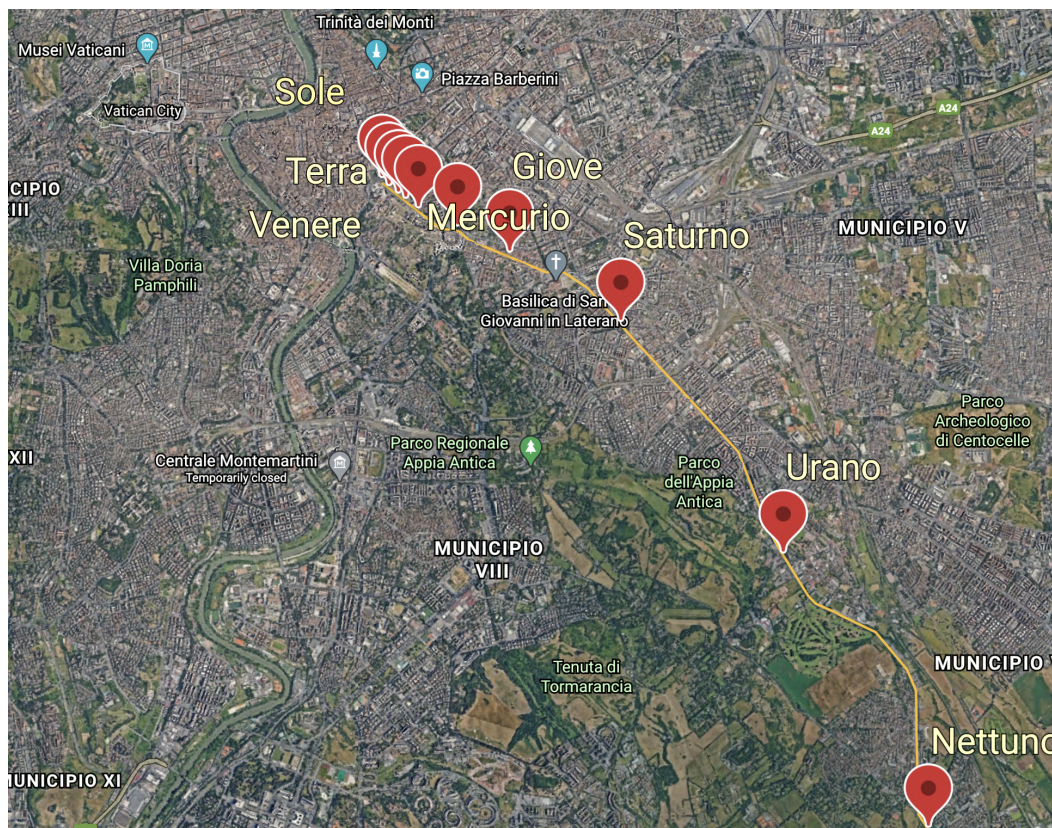 Trinità dei Monti
Musei Vaticani
Piazza Barberini
Sole
Vatican City
A24
A24
Terra
Giove
CIPIO
III
Venere
Mercurio
Saturno
MUNICIPIO V
Villa Doria
Pamphili
Basilica di San
Giovanni in Laterano
Parco
Archeologico
di Centocelle
XII
Parco Regionale
Appia Antica
Centrale Montemartini
Temporarily closed
Parco
dell'Appia
Antica
Urano
MUNICIPIO
VIII
Tenuta di
Tormarancia
MUNICIPIO
Nettuno
MUNICIPIO XI